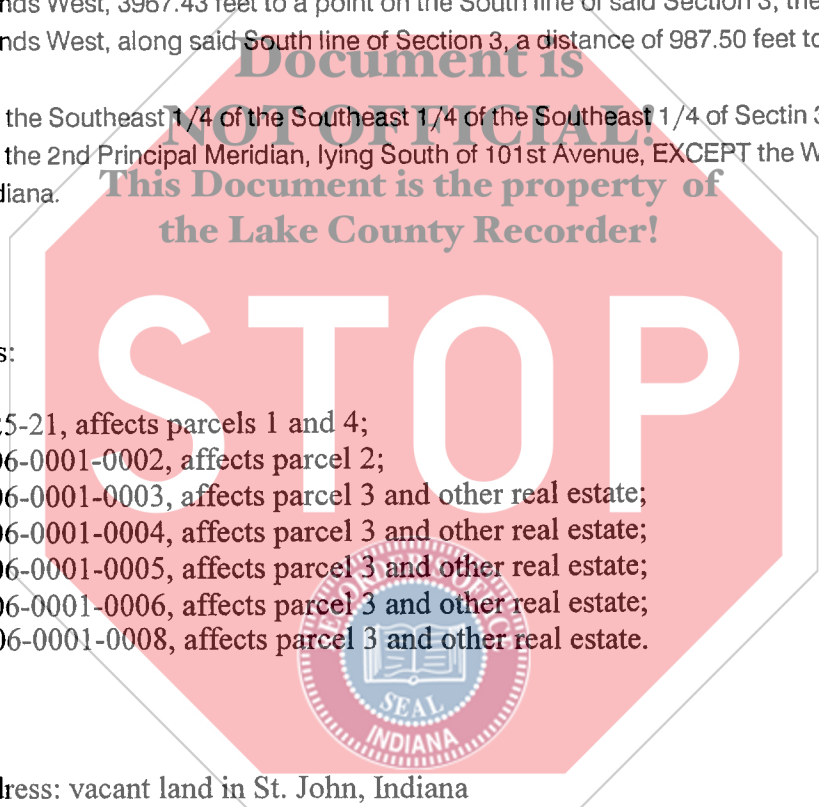 nds West, 3967.43 feet to a point on the South line of said Section 3, the
nds West, along said South line of Section 3, a distance of 987.50 feet to
Document is
the Southeast 1/4 of the Southeast 1/4 of the Southeast 1/4 of Sectin 3
NOT OFFICIAL!
the 2nd Principal Meridian, lying South of 101st Avenue, EXCEPT the W
This Document is the property of
diana.
the Lake County Recorder!
STOP
s:
5-21, affects parcels 1 and 4;
06-0001-0002, affects parcel 2;
06-0001-0003, affects parcel 3 and other real estate;
06-0001-0004, affects parcel 3 and other real estate;
06-0001-0005, affects parcel 3 and other real estate;
06-0001-0006, affects parcel 3 and other real estate;
06-0001-0008, affects parcel 3 and other real estate.
SEAL
INDIANA
dress: vacant land in St. John, Indiana